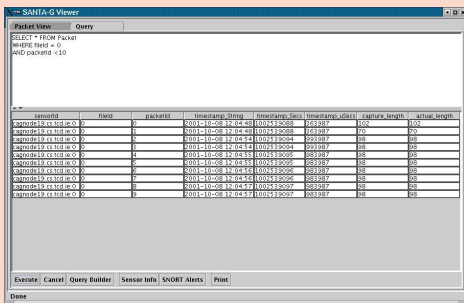 SANTA-G Viewer
Packet View Query
SELECT * FROM Packet
WHERE fileId = 0
AND packetId <10
sensorId fileId packetId timestamp_String timestamp_Secs timestamp_uSecs capture_length actual_length
cagnode19.cs.tcd.ie:0 0 0 2001-10-08 12:04:48 1002539088 363987 102 102
cagnode19.cs.tcd.ie:0 0 1 2001-10-08 12:04:48 1002539088 363987 70 70
cagnode19.cs.tcd.ie:0 0 2 2001-10-08 12:04:54 1002539094 993987 98 98
cagnode19.cs.tcd.ie:0 0 3 2001-10-08 12:04:54 1002539094 993987 98 98
cagnode19.cs.tcd.ie:0 0 4 2001-10-08 12:04:55 1002539095 983987 98 98
cagnode19.cs.tcd.ie:0 0 5 2001-10-08 12:04:55 1002539095 983987 98 98
cagnode19.cs.tcd.ie:0 0 6 2001-10-08 12:04:56 1002539096 983987 98 98
cagnode19.cs.tcd.ie:0 0 7 2001-10-08 12:04:56 1002539096 983987 98 98
cagnode19.cs.tcd.ie:0 0 8 2001-10-08 12:04:57 1002539097 983987 98 98
cagnode19.cs.tcd.ie:0 0 9 2001-10-08 12:04:57 1002539097 983987 98 98
Execute Cancel Query Builder Sensor Info SNORT Alerts Print
Done